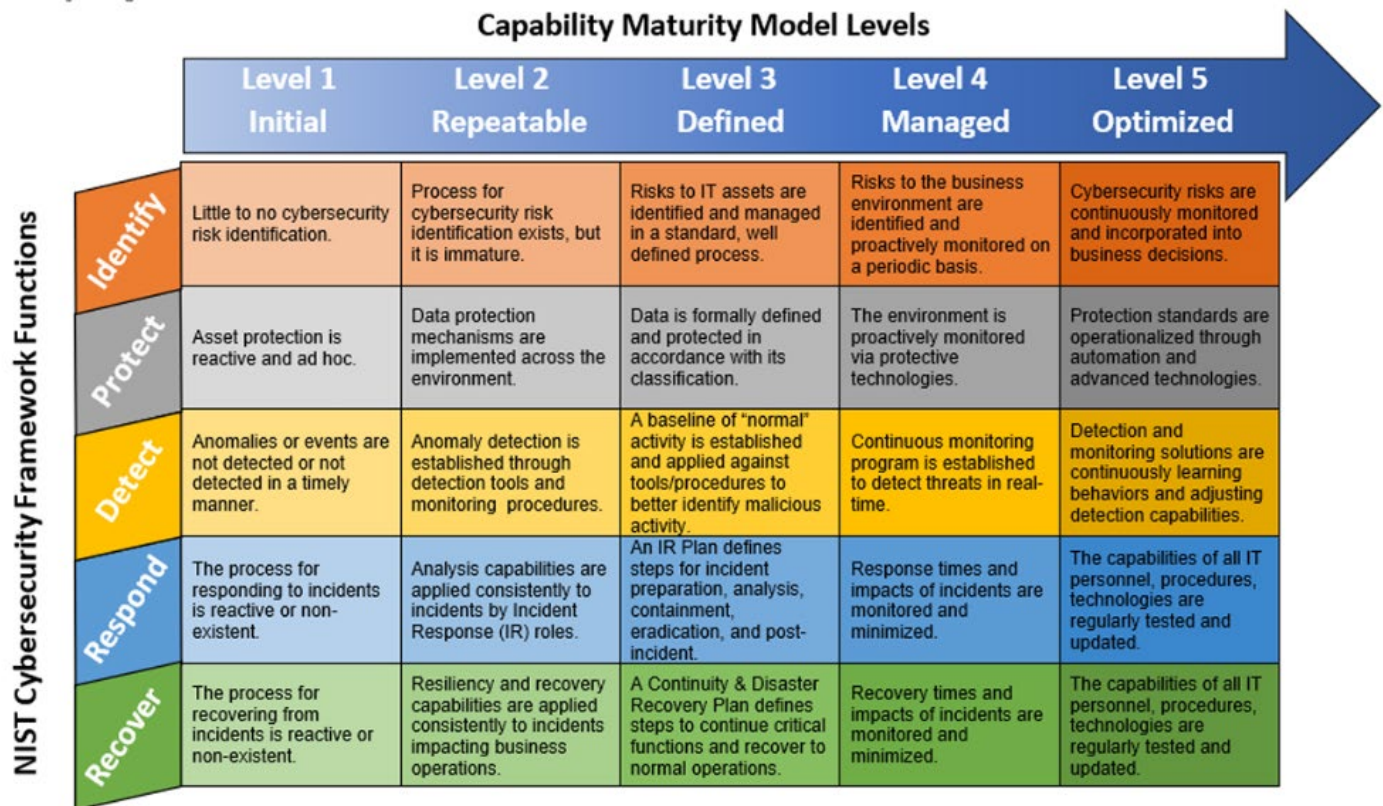 Capability Maturity Model Levels
Level 1
Initial
Level 2
Repeatable
Level 3
Defined
Level 4
Managed
Level 5
Optimized
NIST Cybersecurity Framework Functions
Identify
Little to no cybersecurity
risk identification.
Process for
cybersecurity risk
identification exists, but
it is immature.
Risks to IT assets are
identified and managed
in a standard, well
defined process.
Risks to the business
environment are
identified and
proactively monitored on
a periodic basis.
Cybersecurity risks are
continuously monitored
and incorporated into
business decisions.
Protect
Asset protection is
reactive and ad hoc.
Data protection
mechanisms are
implemented across the
environment.
Data is formally defined
and protected in
accordance with its
classification.
The environment is
proactively monitored
via protective
technologies.
Protection standards are
operationalized through
automation and
advanced technologies.
Detect
Anomalies or events are
not detected or not
detected in a timely
manner.
Anomaly detection is
established through
detection tools and
monitoring procedures.
A baseline of “normal”
activity is established
and applied against
tools/procedures to
better identify malicious
activity.
Continuous monitoring
program is established
to detect threats in real-
time.
Detection and
monitoring solutions are
continuously learning
behaviors and adjusting
detection capabilities.
Respond
The process for
responding to incidents
is reactive or non-
existent.
Analysis capabilities are
applied consistently to
incidents by Incident
Response (IR) roles.
An IR Plan defines
steps for incident
preparation, analysis,
containment,
eradication, and post-
incident.
Response times and
impacts of incidents are
monitored and
minimized.
The capabilities of all IT
personnel, procedures,
technologies are
regularly tested and
updated.
Recover
The process for
recovering from
incidents is reactive or
non-existent.
Resiliency and recovery
capabilities are applied
consistently to incidents
impacting business
operations.
A Continuity & Disaster
Recovery Plan defines
steps to continue critical
functions and recover to
normal operations.
Recovery times and
impacts of incidents are
monitored and
minimized.
The capabilities of all IT
personnel, procedures,
technologies are
regularly tested and
updated.